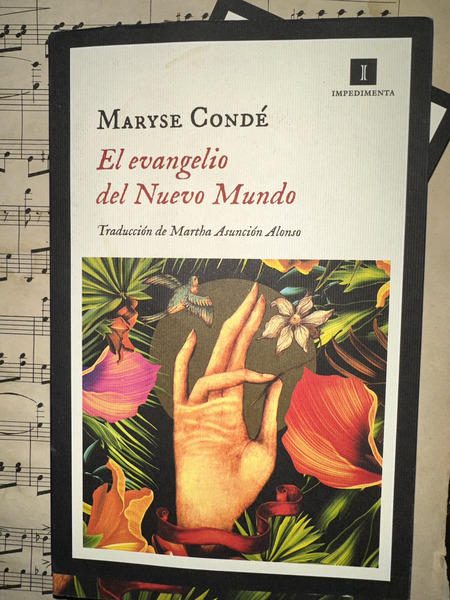 I
IMPEDIMENTA
MARYSE CONDÉ
El evangelio
del Nuevo Mundo
Traducción de Martha Asunción Alonso